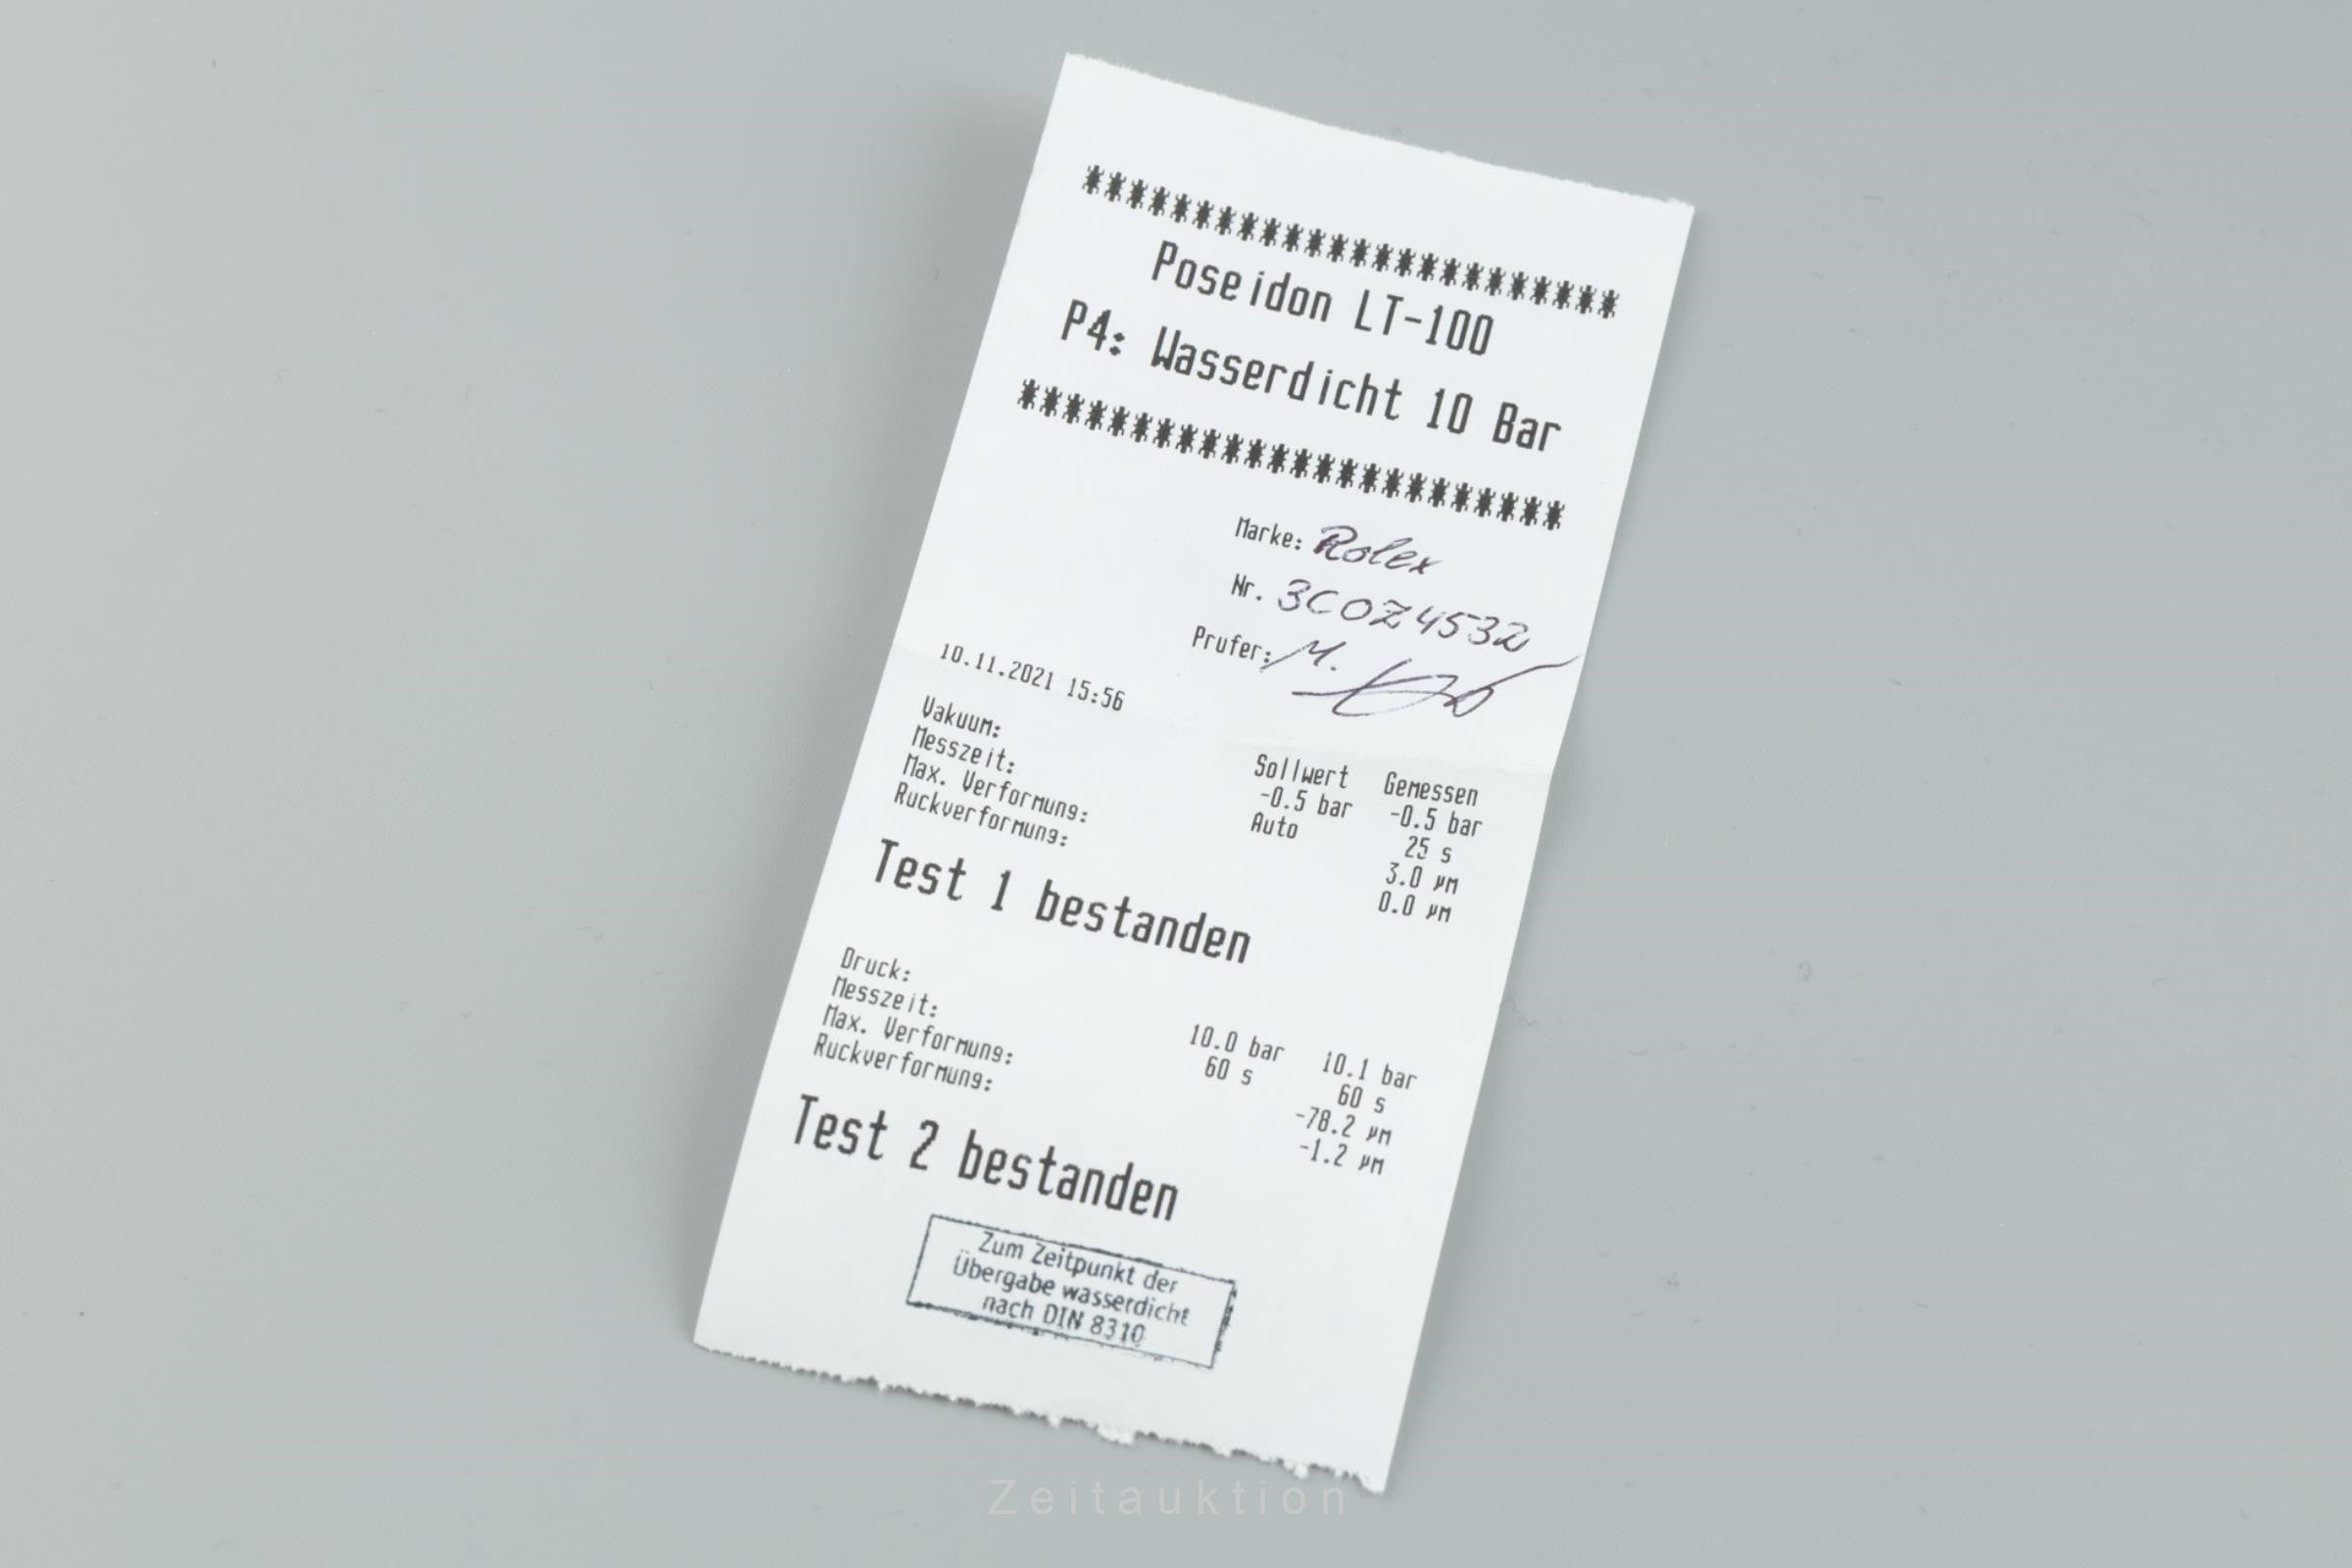 ************************
Poseidon LT-100
P4: Wasserdicht 10 Bar
************************
Marke: Rolex
Nr. 3C0Z4532
Prufer: M.
10.11.2021 15:56
Sollwert Gemessen
Vakuum: -0.5 bar -0.5 bar
Messzeit: Auto 25 s
Max. Verformung: 3.0 µm
Ruckverformung: 0.0 µm
Test 1 bestanden
Druck: 10.0 bar 10.1 bar
Messzeit: 60 s 60 s
Max. Verformung: -78.2 µm
Ruckverformung: -1.2 µm
Test 2 bestanden
Zum Zeitpunkt der
Übergabe wasserdicht
nach DIN 8310
Zeitauktion